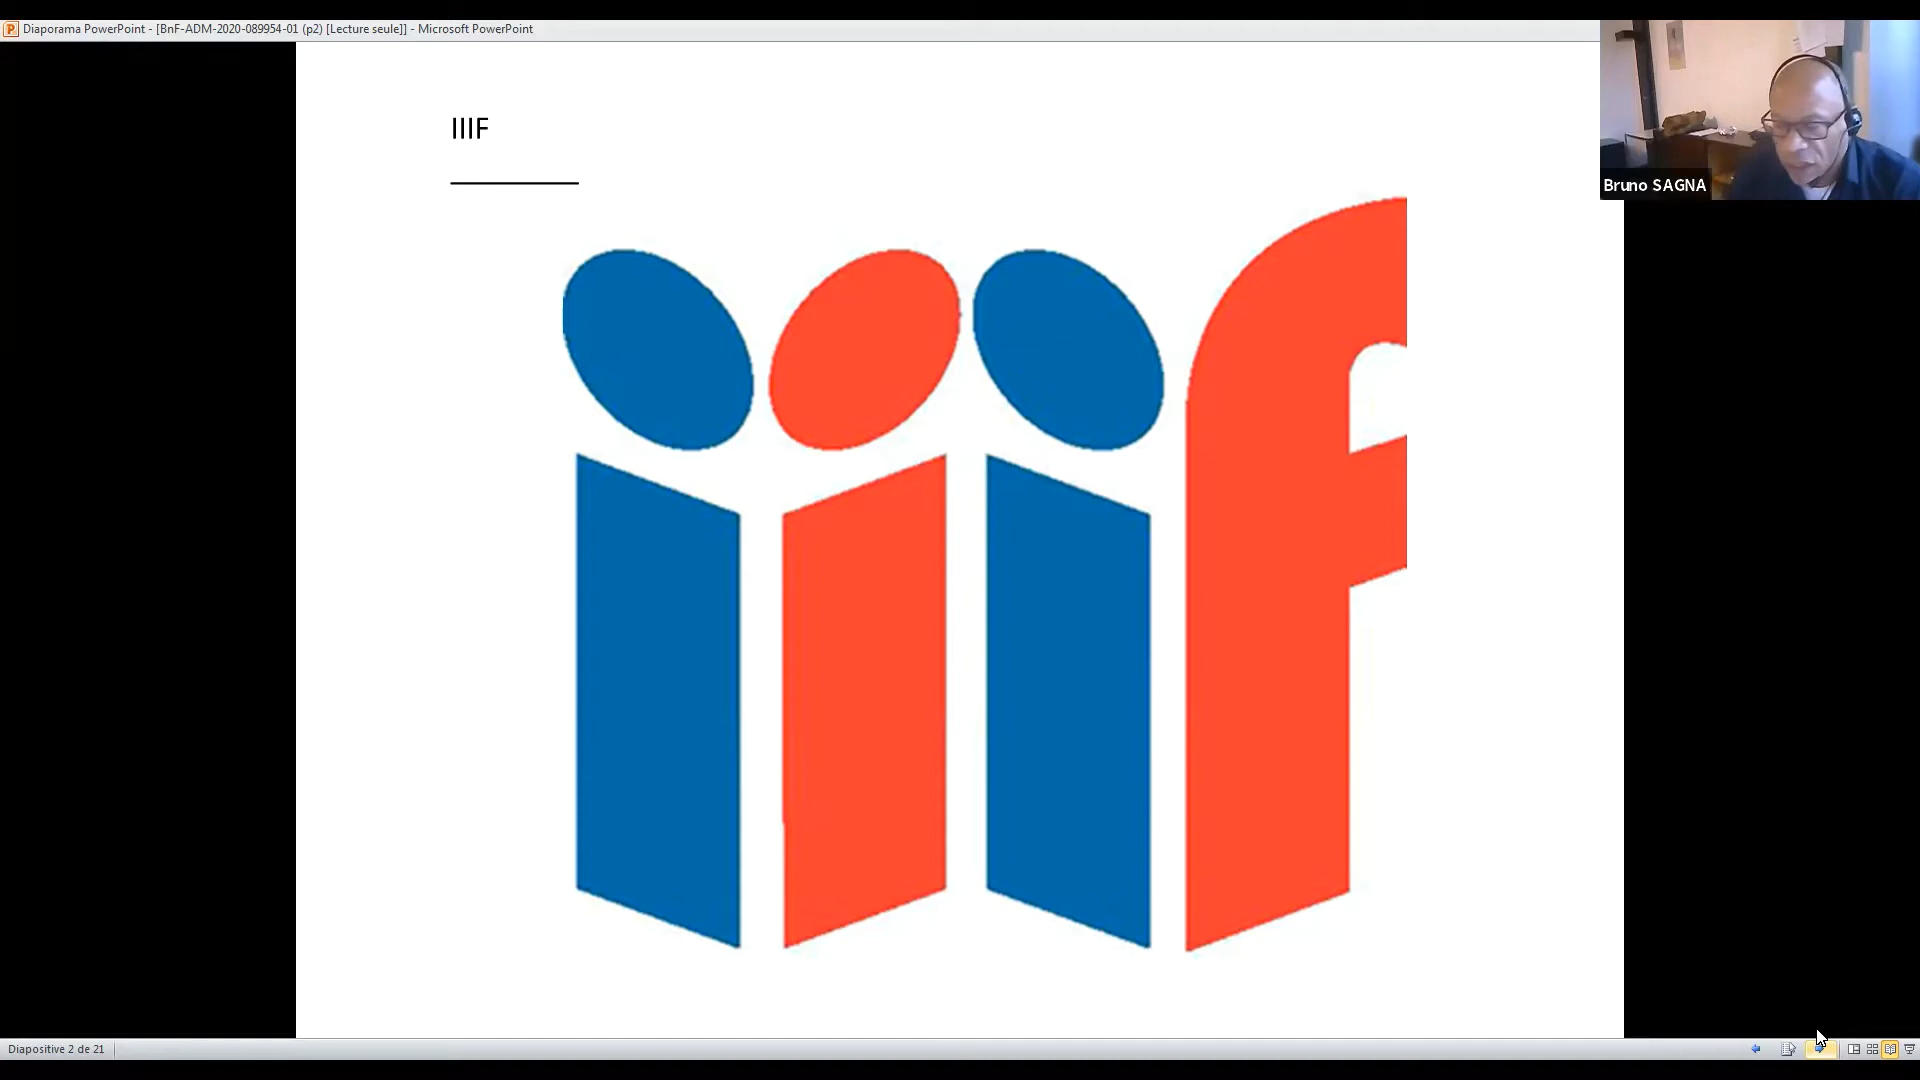 Diaporama PowerPoint - [BnF-ADM-2020-089954-01 (p2) [Lecture seule]] - Microsoft PowerPoint
IIIF
Bruno SAGNA
iiif
Diapositive 2 de 21